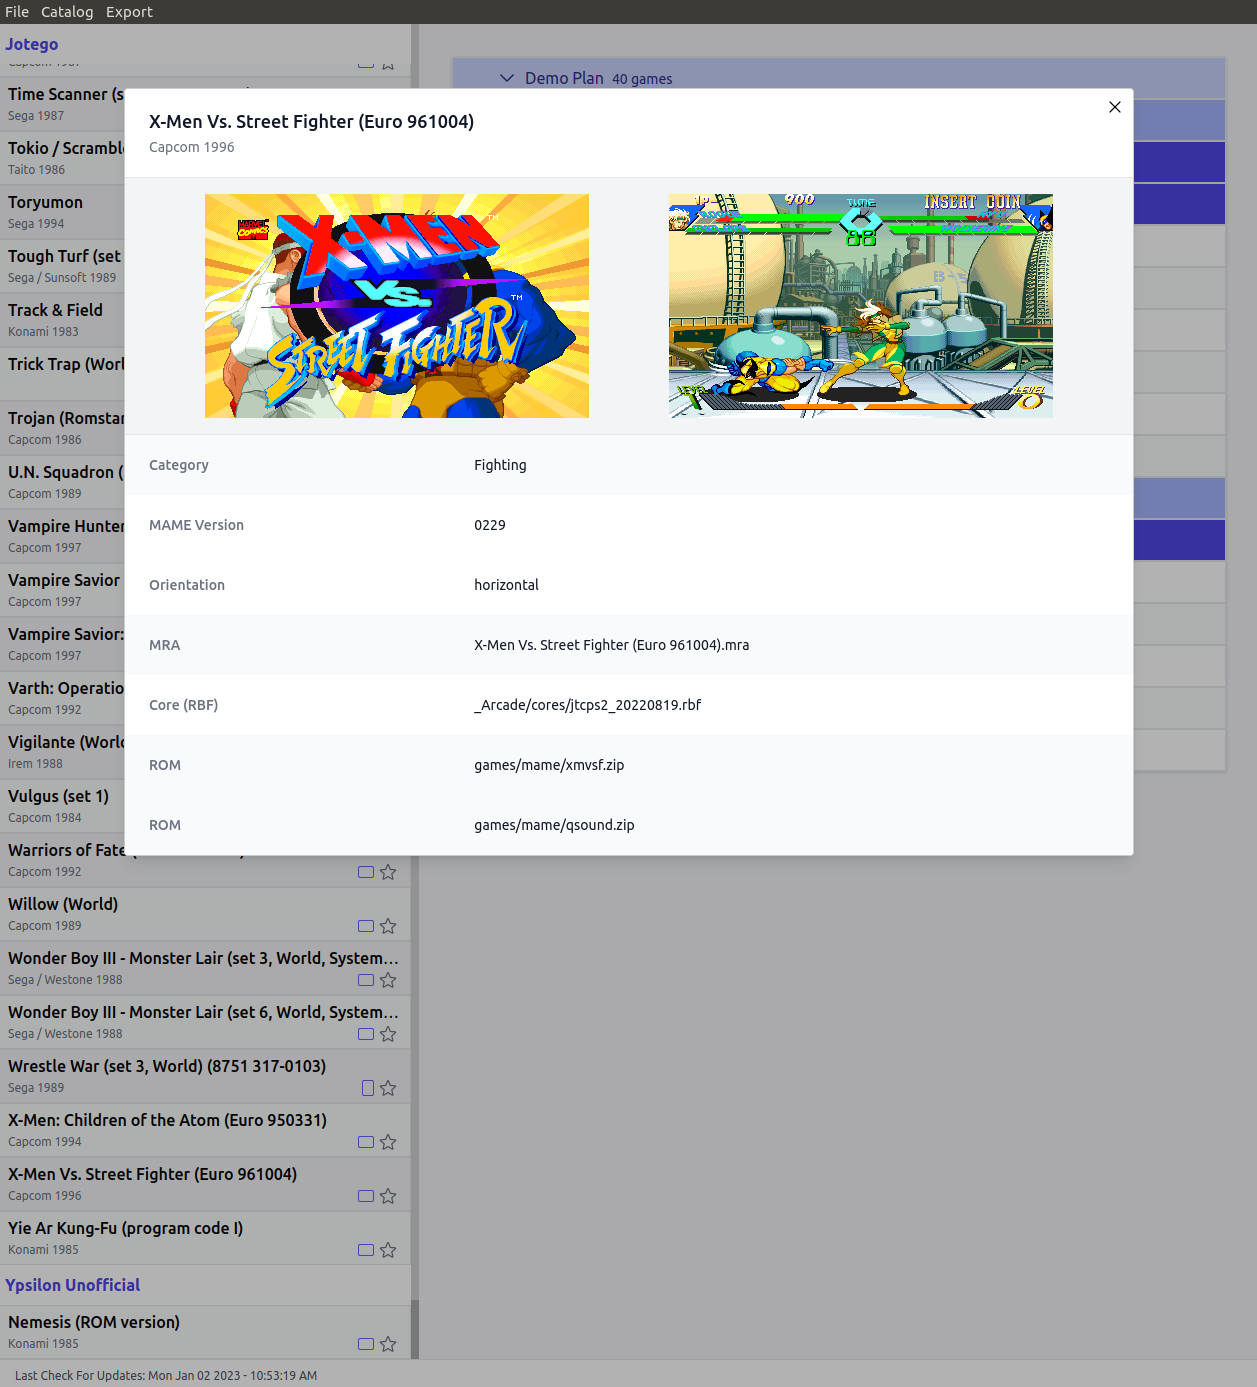 File Catalog Export
Jotego
Capcom 1987
Time Scanner (s
Sega 1987
Tokio / Scrambl
Taito 1986
Toryumon
Sega 1994
Tough Turf (set
Sega / Sunsoft 1989
Track & Field
Konami 1983
Trick Trap (Worl
Trojan (Romstar
Capcom 1986
U.N. Squadron (
Capcom 1989
Vampire Hunter
Capcom 1997
Vampire Savior
Capcom 1997
Vampire Savior:
Capcom 1997
Varth: Operatio
Capcom 1992
Vigilante (World
Irem 1988
Vulgus (set 1)
Capcom 1984
Warriors of Fate
Capcom 1992
Willow (World)
Capcom 1989
Wonder Boy III - Monster Lair (set 3, World, System...
Sega / Westone 1988
Wonder Boy III - Monster Lair (set 6, World, System...
Sega / Westone 1988
Wrestle War (set 3, World) (8751 317-0103)
Sega 1989
X-Men: Children of the Atom (Euro 950331)
Capcom 1994
X-Men Vs. Street Fighter (Euro 961004)
Capcom 1996
Yie Ar Kung-Fu (program code I)
Konami 1985
Ypsilon Unofficial
Nemesis (ROM version)
Konami 1985
Demo Plan 40 games
X-Men Vs. Street Fighter (Euro 961004)
Capcom 1996
MARVEL COMICS
X-MEN TM
VS.
STREET FIGHTER TM
1P 900 TIME INSERT COIN
88
LEVEL LEVEL
Category Fighting
MAME Version 0229
Orientation horizontal
MRA X-Men Vs. Street Fighter (Euro 961004).mra
Core (RBF) _Arcade/cores/jtcps2_20220819.rbf
ROM games/mame/xmvsf.zip
ROM games/mame/qsound.zip
Last Check For Updates: Mon Jan 02 2023 - 10:53:19 AM